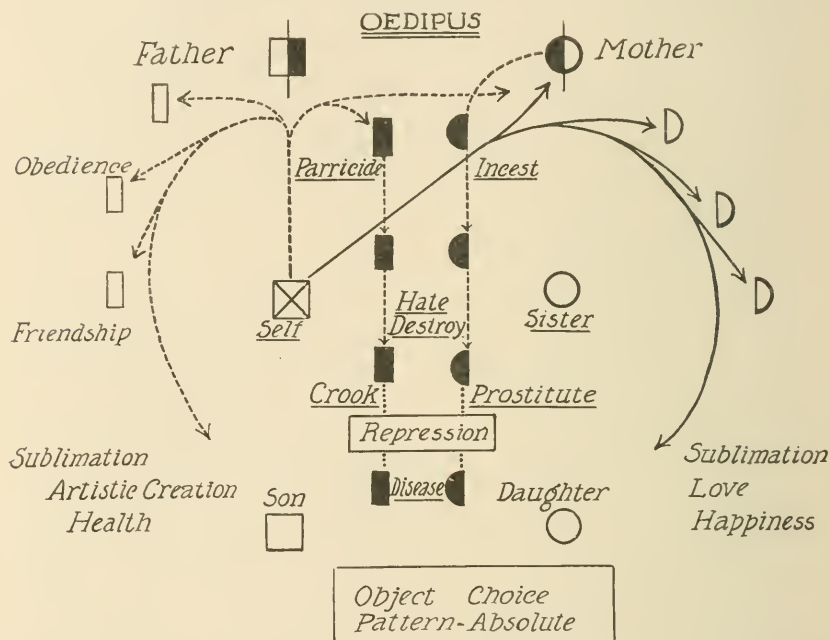 OEDIPUS
Father
Mother
Obedience
Parricide
Incest
Friendship
Self
Hate
Destroy
Sister
Crook
Prostitute
Repression
Sublimation
Artistic Creation
Health
Son
Disease
Daughter
Sublimation
Love
Happiness
Object Choice
Pattern-Absolute